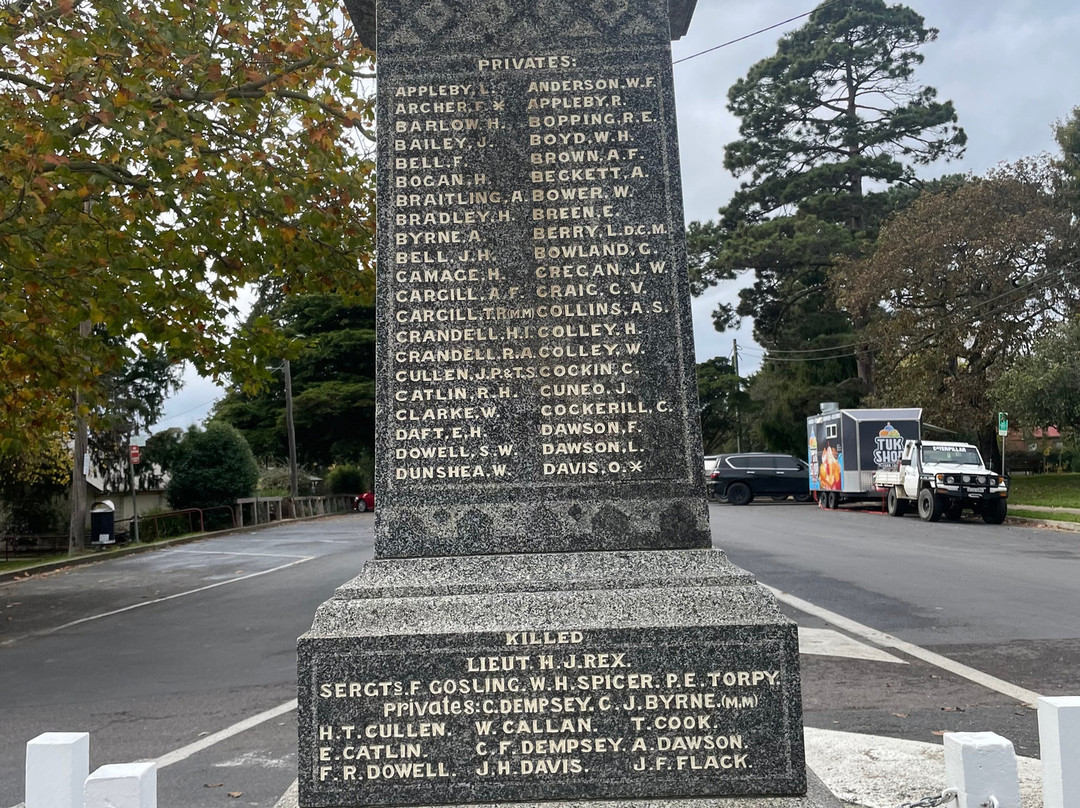 PRIVATES:
APPLEBY, L. ANDERSON. W. F.
ARCHER. F. * APPLEBY. R.
BARLOW. H. BOPPING, R. E.
BAILEY, J. BOYD, W. H.
BELL, F. BROWN, A. F.
BOGAN, H. BECKETT. A.
BRAITLING. A BOWER. W.
BRADLEY. H. BREEN. E.
BYRNE. A. BERRY, L. D.C.M.
BELL, J. H. BOWLAND, G.
CAMAGE. H. CREGAN. J. W.
CARGILL. A. F. CRAIG. C. V.
CARGILL, T. R (M M) COLLINS, A. S.
CRANDELL. H. I. COLLEY. H.
CRANDELL. R. A. COLLEY. W.
CULLEN, J. P. & T. S. COCKIN, C.
CATLIN, R. H. CUNEO. J.
CLARKE, W. COCKERILL, C.
DAFT, E. H. DAWSON. F.
DOWELL, S. W. DAWSON. L.
DUNSHEA. W. DAVIS, O. *
TUK
SHOP
CATERPILLAR
KILLED
LIEUT. H. J. REX.
SERGTS. F. GOSLING. W. H. SPICER. P. E. TORPY.
Privates: C. DEMPSEY. C. J. BYRNE. (M.M)
H. T. CULLEN. W. CALLAN. T. COOK.
E. CATLIN. C. F. DEMPSEY. A. DAWSON.
F. R. DOWELL. J. H. DAVIS. J. F. FLACK.